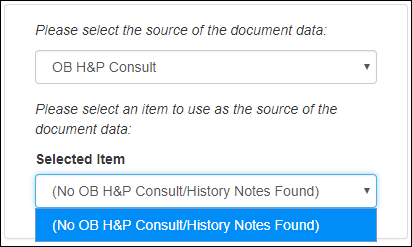 Please select the source of the document data:
OB H&P Consult
Please select an item to use as the source of the
document data:
Selected Item
(No OB H&P Consult/History Notes Found)
(No OB H&P Consult/History Notes Found)